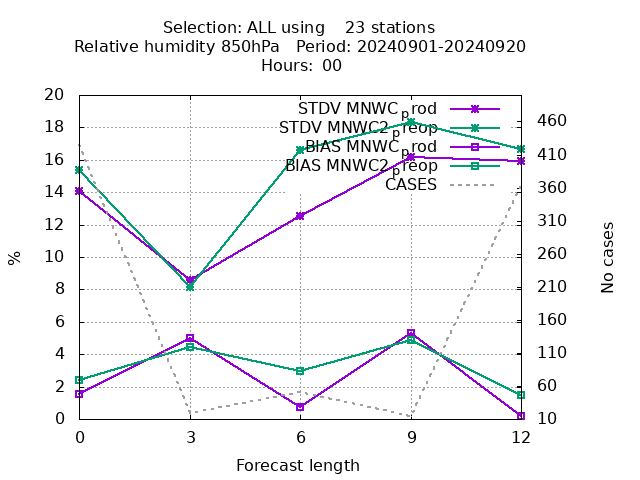 Selection: ALL using 23 stations
Relative humidity 850hPa Period: 20240901-20240920
Hours: 00
STDV MNWC_prod
STDV MNWC2_preop
BIAS MNWC_prod
BIAS MNWC2_preop
CASES
%
20
18
16
14
12
10
8
6
4
2
0
460
410
360
310
260
210
160
110
60
10
No cases
0 3 6 9 12
Forecast length